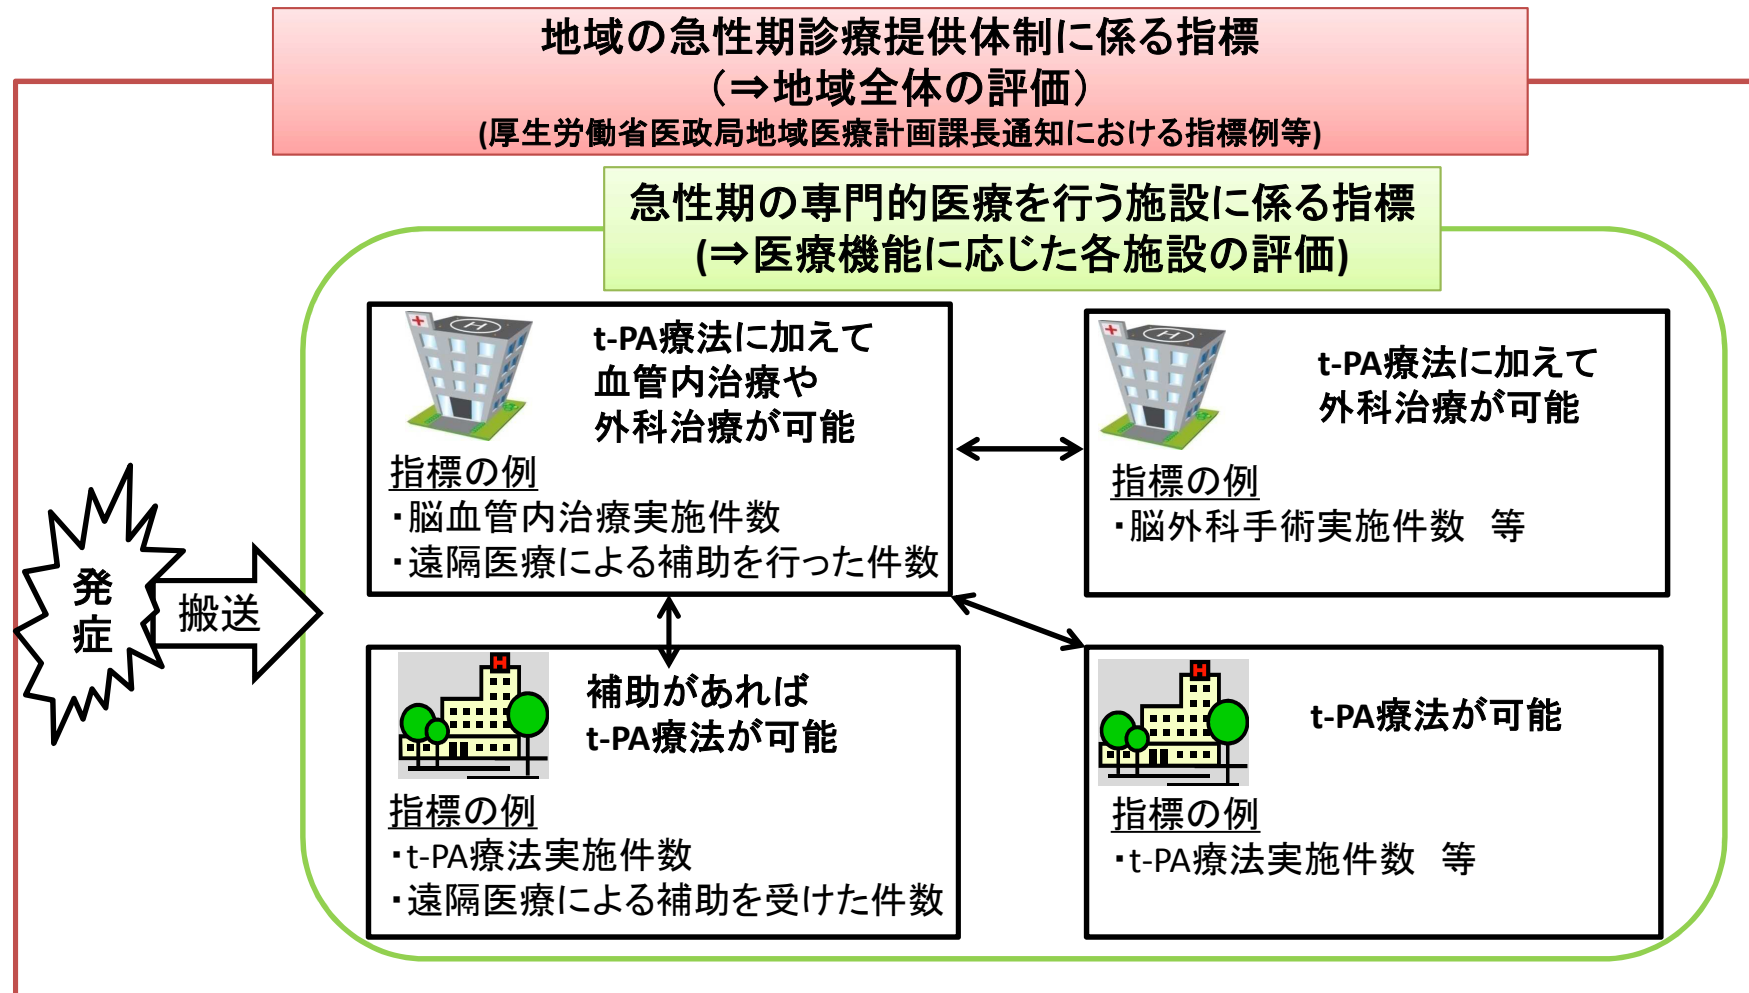 地域の急性期診療提供体制に係る指標
(⇒地域全体の評価)
(厚生労働省医政局地域医療計画課長通知における指標例等)
急性期の専門的医療を行う施設に係る指標
(⇒医療機能に応じた各施設の評価)
H
t-PA療法に加えて
血管内治療や
外科治療が可能
指標の例
・脳血管内治療実施件数
・遠隔医療による補助を行った件数
H
t-PA療法に加えて
外科治療が可能
指標の例
・脳外科手術実施件数　等
発
症
搬送
H
補助があれば
t-PA療法が可能
指標の例
・t-PA療法実施件数
・遠隔医療による補助を受けた件数
H
t-PA療法が可能
指標の例
・t-PA療法実施件数　等